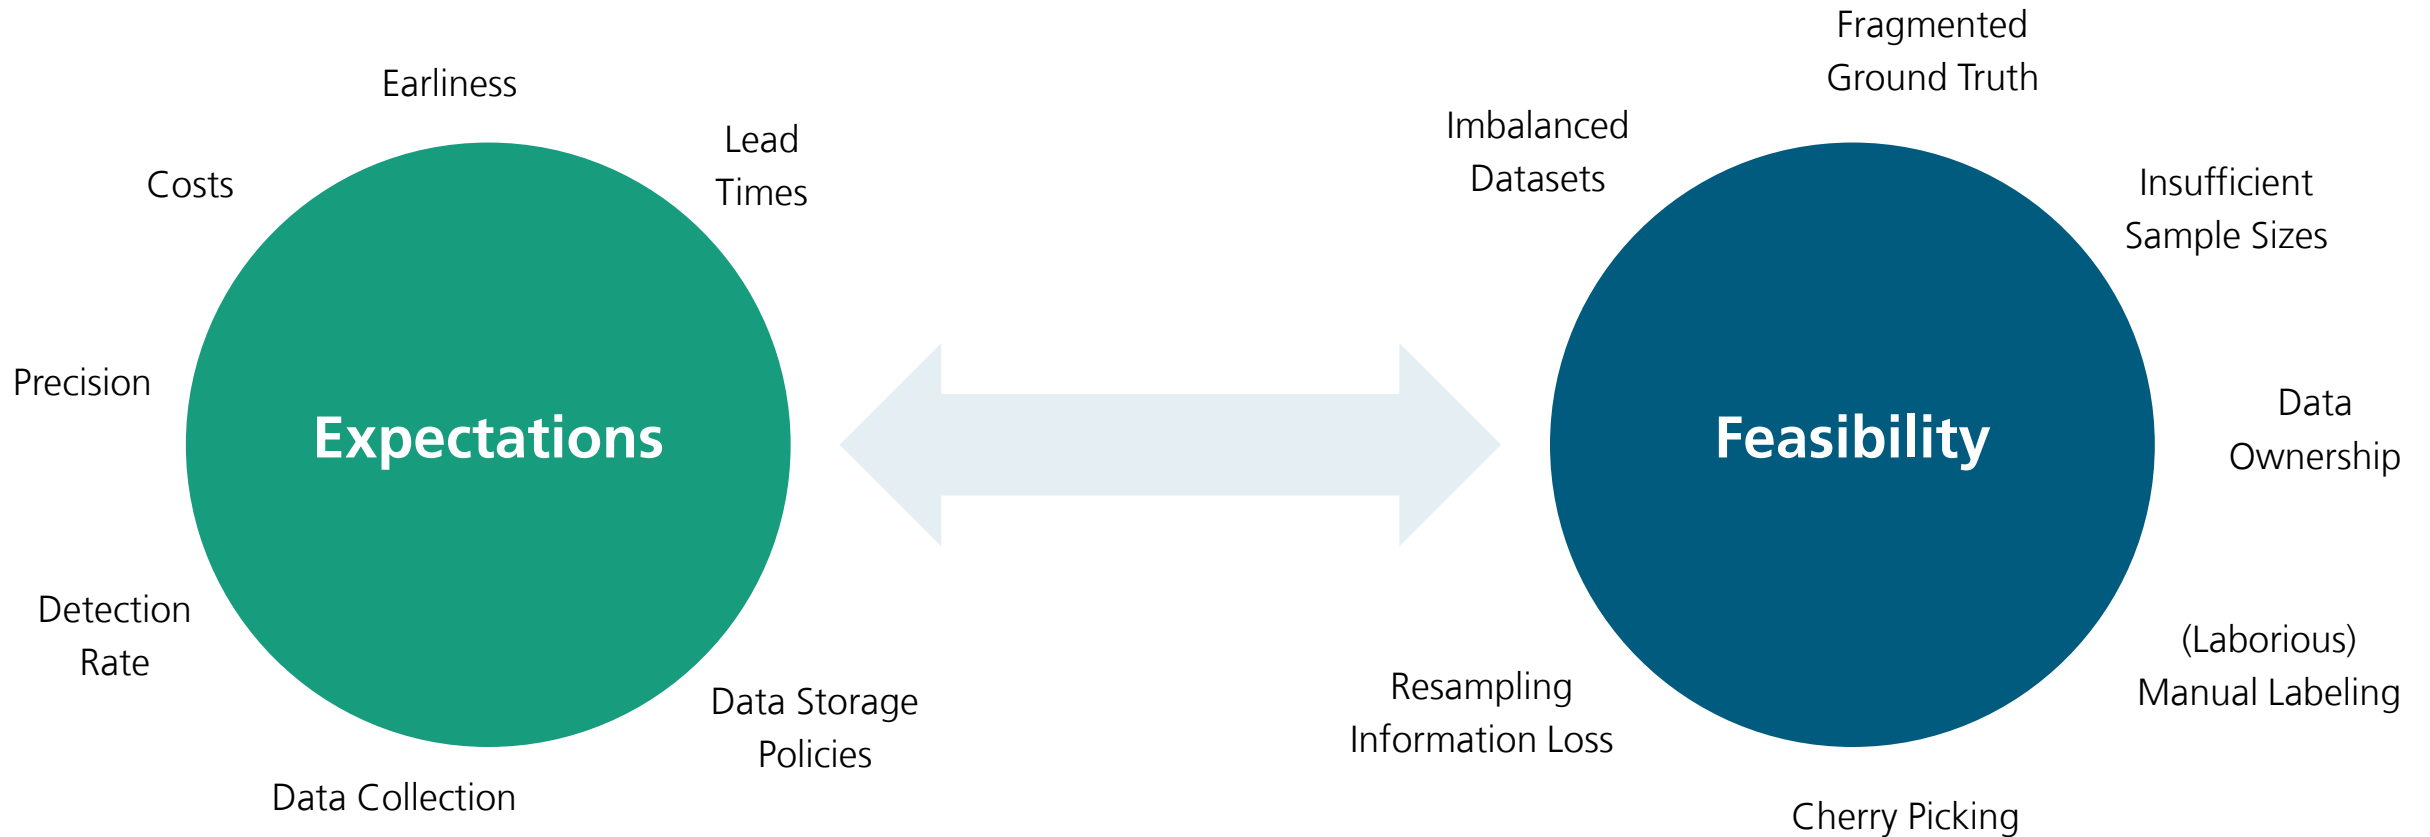 Earliness
Lead
Times
Costs
Precision
Expectations
Detection
Rate
Data Storage
Policies
Data Collection
Fragmented
Ground Truth
Imbalanced
Datasets
Insufficient
Sample Sizes
Data
Ownership
Feasibility
(Laborious)
Manual Labeling
Resampling
Information Loss
Cherry Picking